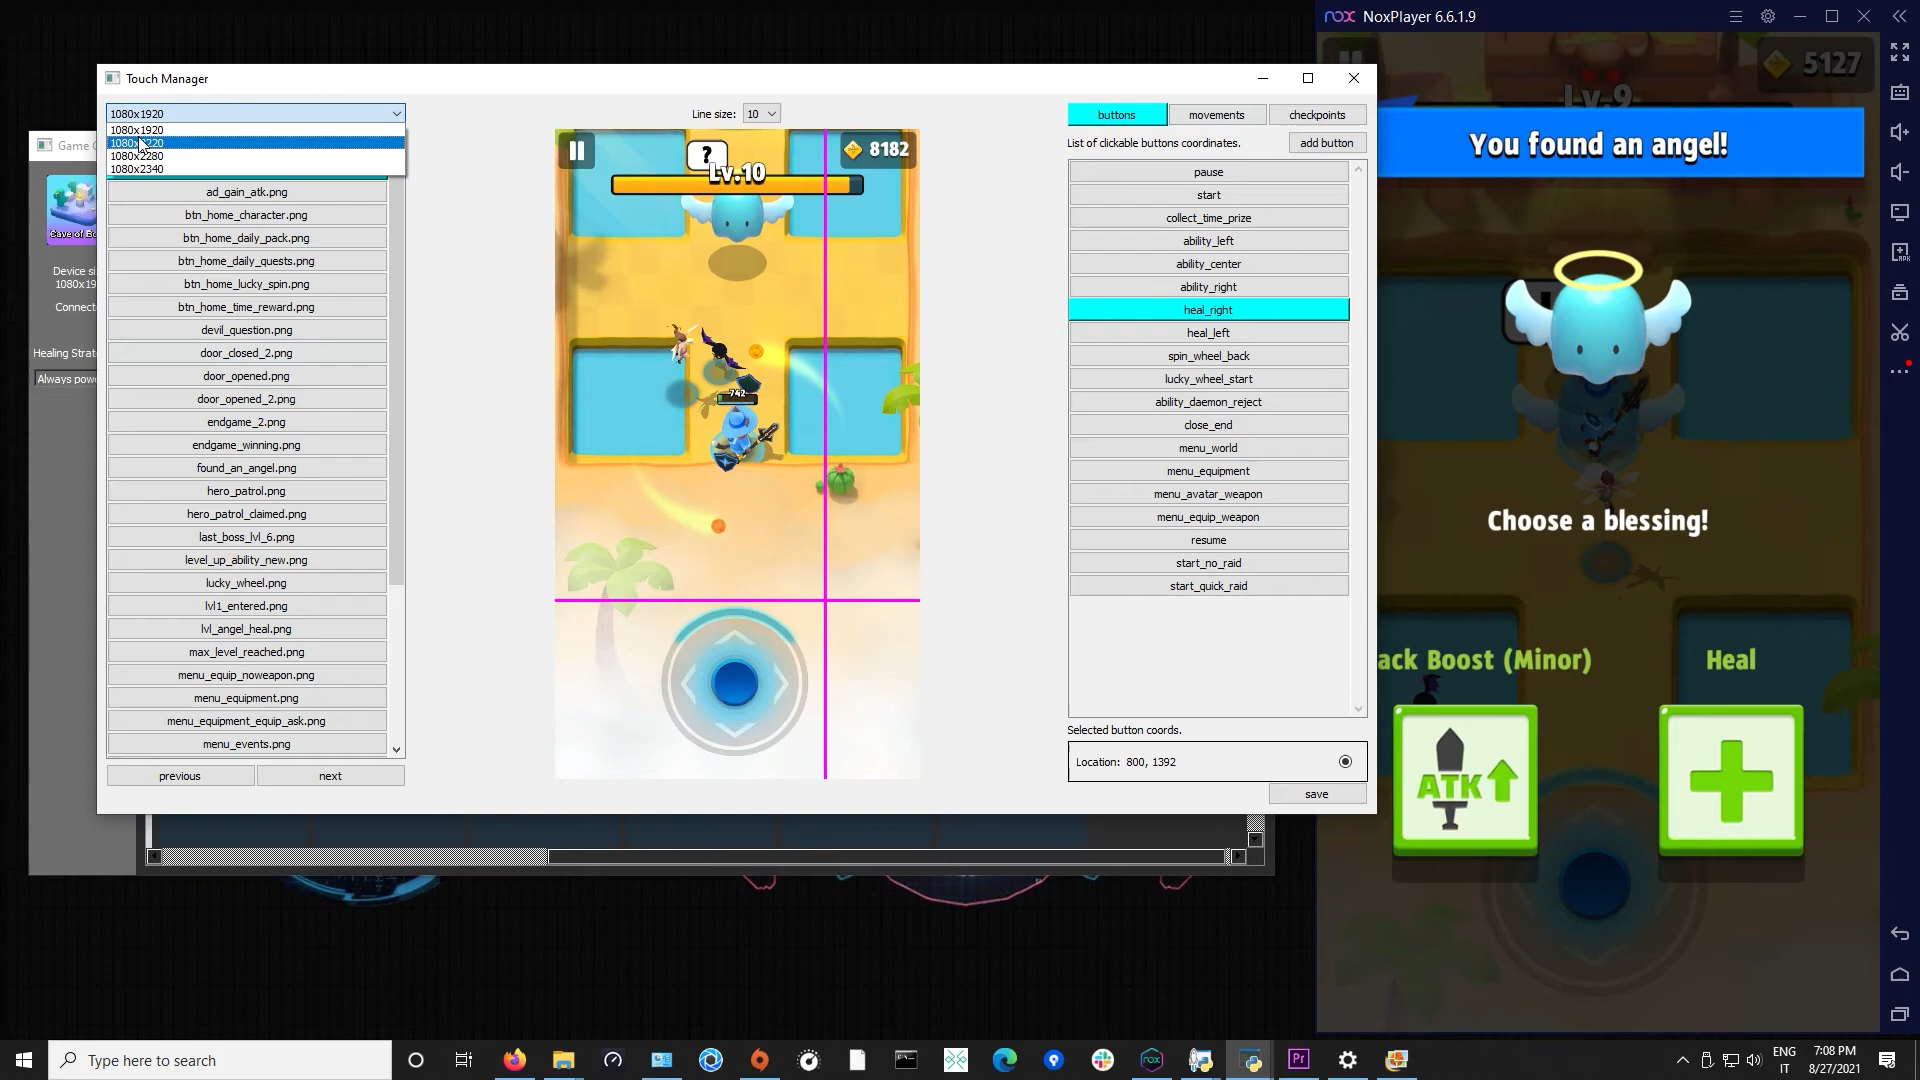 NOX NoxPlayer 6.6.1.9
Touch Manager
1080x1920
1080x1920
1080x2220
1080x2280
1080x2340
Game
Cave of Bo
Device si
1080x19
Connect
Healing Strat
Always pow
ad_gain_atk.png
btn_home_character.png
btn_home_daily_pack.png
btn_home_daily_quests.png
btn_home_lucky_spin.png
btn_home_time_reward.png
devil_question.png
door_closed_2.png
door_opened.png
door_opened_2.png
endgame_2.png
endgame_winning.png
found_an_angel.png
hero_patrol.png
hero_patrol_claimed.png
last_boss_lvl_6.png
level_up_ability_new.png
lucky_wheel.png
lvl1_entered.png
lvl_angel_heal.png
max_level_reached.png
menu_equip_noweapon.png
menu_equipment.png
menu_equipment_equip_ask.png
menu_events.png
previous
next
Line size: 10
?
8182
Lv.10
742
buttons
movements
checkpoints
List of clickable buttons coordinates.
add button
pause
start
collect_time_prize
ability_left
ability_center
ability_right
heal_right
heal_left
spin_wheel_back
lucky_wheel_start
ability_daemon_reject
close_end
menu_world
menu_equipment
menu_avatar_weapon
menu_equip_weapon
resume
start_no_raid
start_quick_raid
Selected button coords.
Location: 800, 1392
save
5127
Lv.9
You found an angel!
Choose a blessing!
ack Boost (Minor)
Heal
ATK
APK
Type here to search
nox
Pr
ENG
IT
7:08 PM
8/27/2021